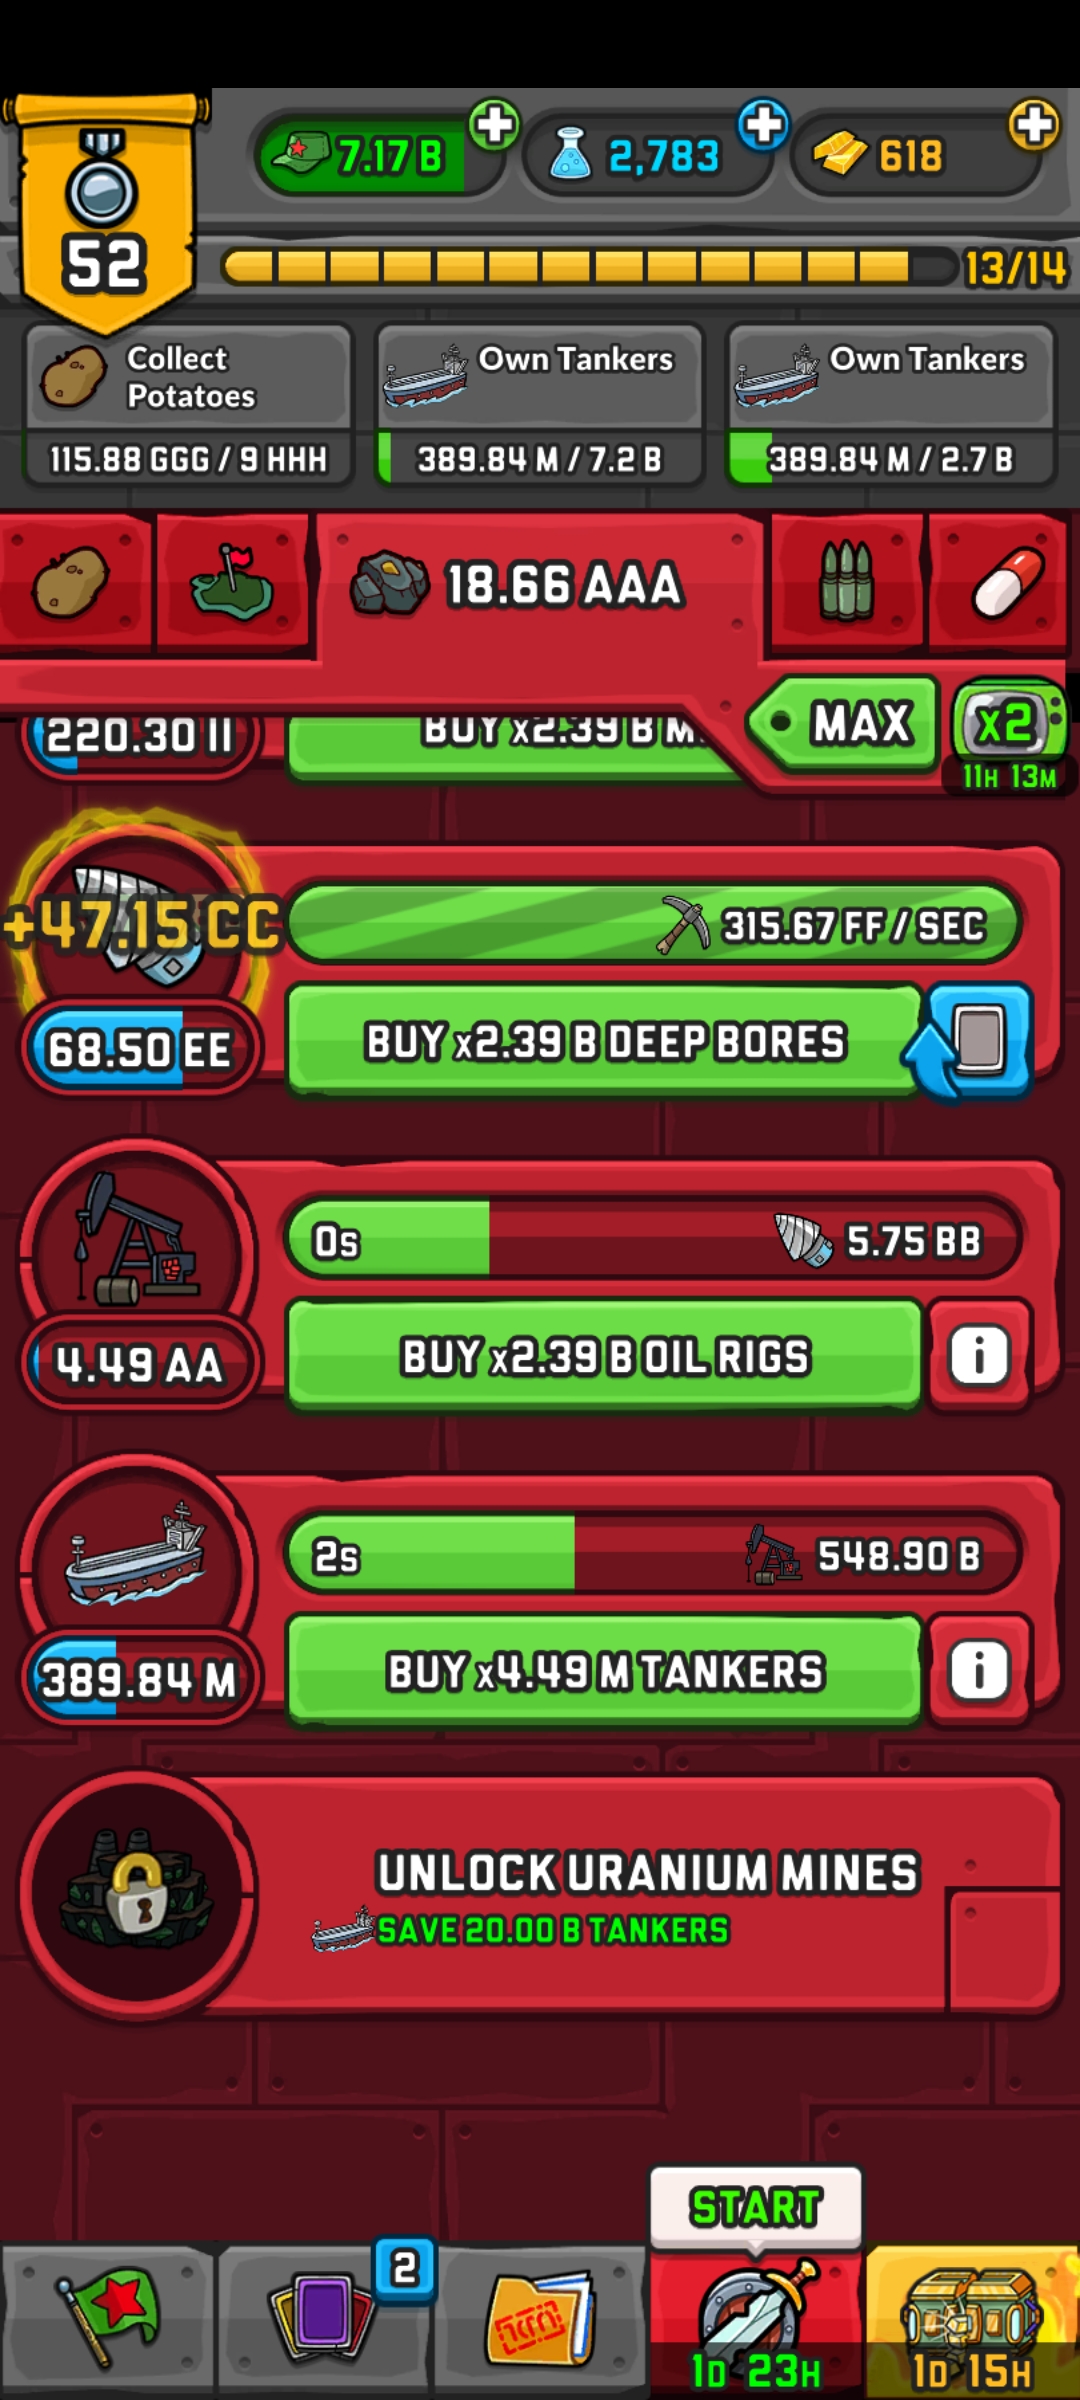 7.17 B
2,783
618
52
13/14
Collect
Potatoes
115.88 GGG / 9 HHH
Own Tankers
389.84 M / 7.2 B
Own Tankers
389.84 M / 2.7 B
18.66 AAA
MAX
x2
11H 13M
220.30 II
BUY x2.39 B M
+47.15 CC
315.67 FF / SEC
68.50 EE
BUY x2.39 B DEEP BORES
0s
5.75 BB
4.49 AA
BUY x2.39 B OIL RIGS
i
2s
548.90 B
389.84 M
BUY x4.49 M TANKERS
i
UNLOCK URANIUM MINES
SAVE 20.00 B TANKERS
START
2
1D 23H
1D 15H